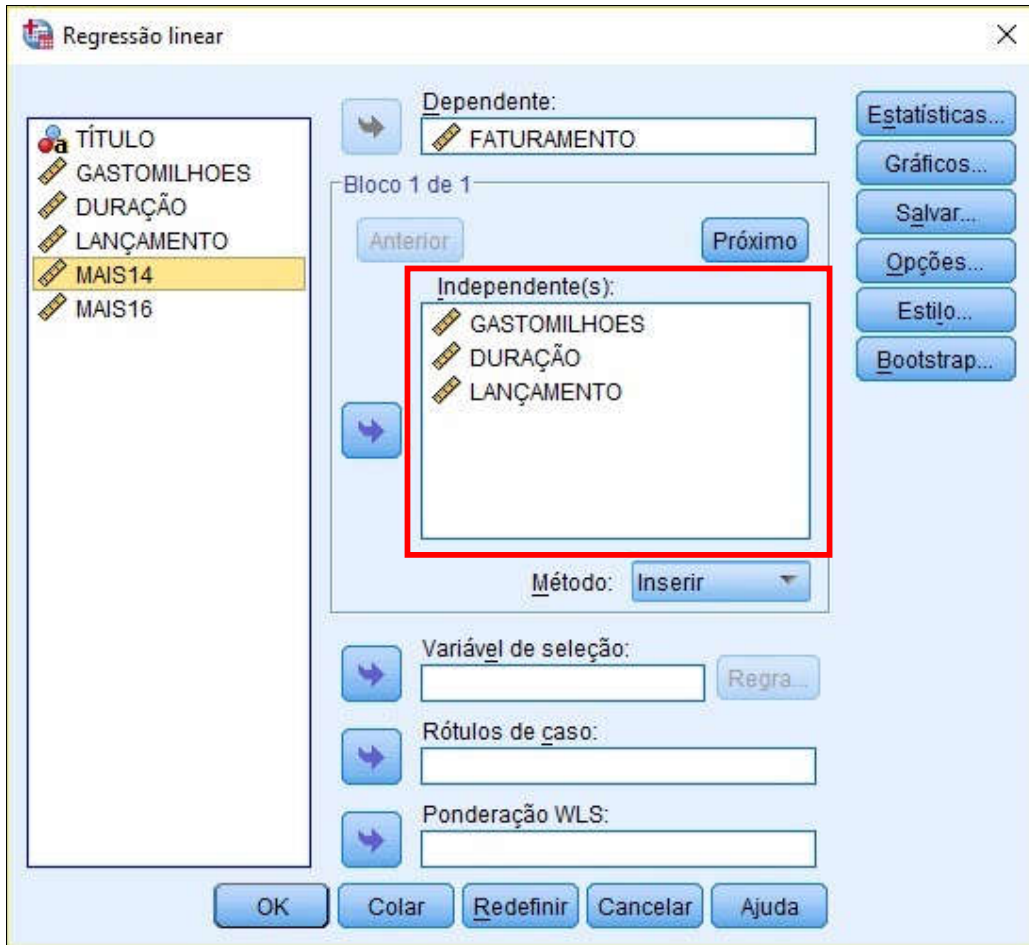 Regressão linear
TÍTULO
GASTOMILHOES
DURAÇÃO
LANÇAMENTO
MAIS14
MAIS16
Dependente:
FATURAMENTO
Bloco 1 de 1
Anterior
Próximo
Independente(s):
GASTOMILHOES
DURAÇÃO
LANÇAMENTO
Método: Inserir
Variável de seleção:
Regra...
Rótulos de caso:
Ponderação WLS:
Estatísticas...
Gráficos...
Salvar...
Opções...
Estilo...
Bootstrap...
OK Colar Redefinir Cancelar Ajuda